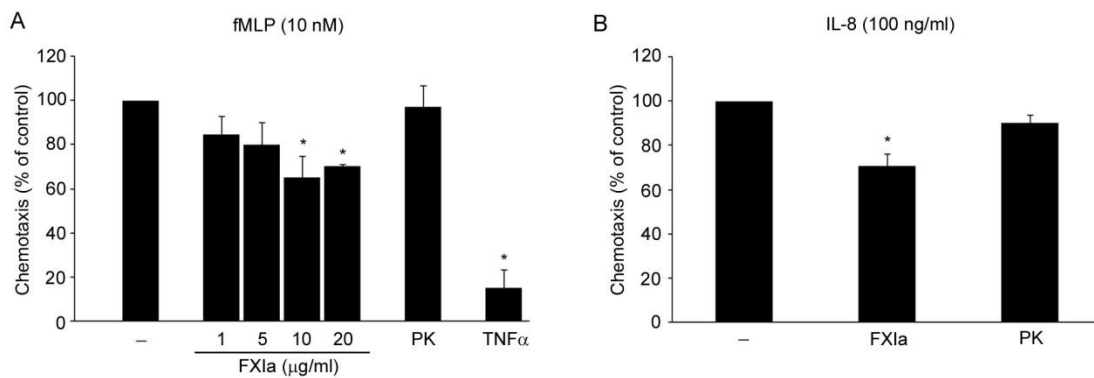 A
fMLP (10 nM)
Chemotaxis (% of control)
120
100
80
60
40
20
0
*
*
*
–
1 5 10 20
FXIa (μg/ml)
PK
TNFα
B
IL-8 (100 ng/ml)
Chemotaxis (% of control)
120
100
80
60
40
20
0
*
– FXIa PK